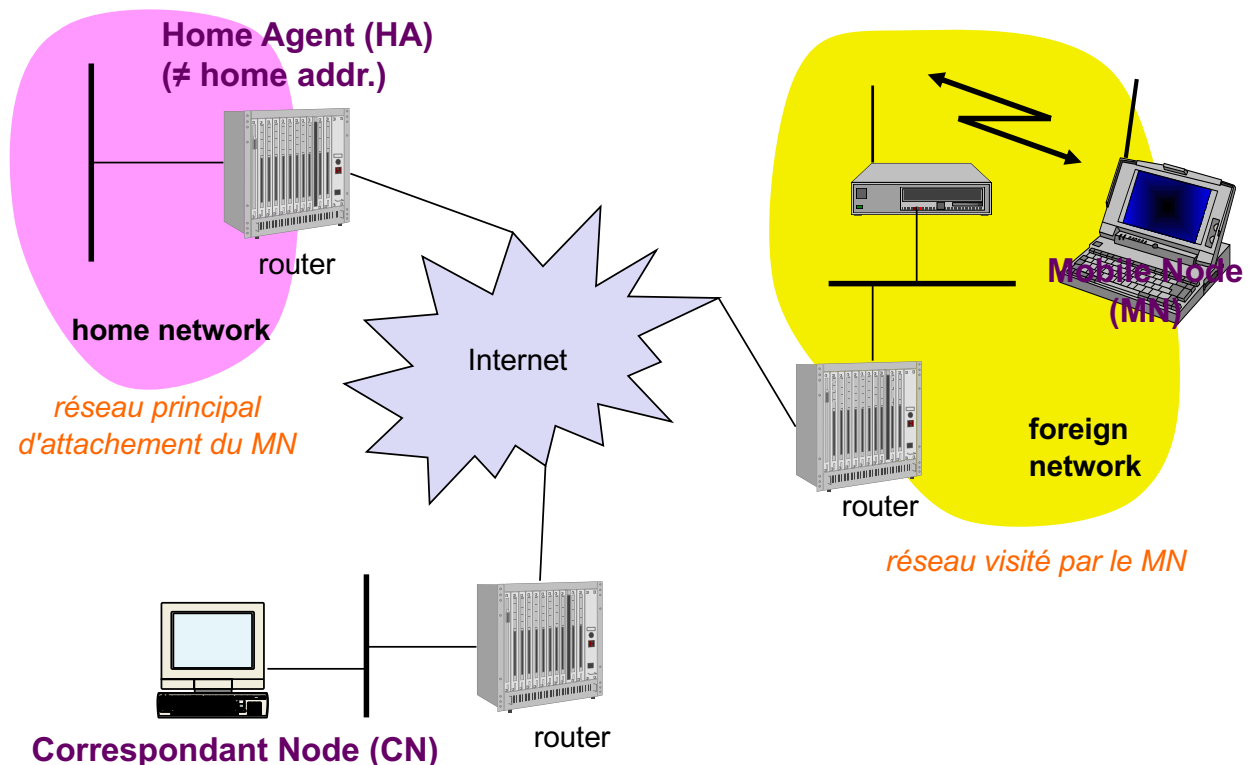 Home Agent (HA)
(≠ home addr.)
router
home network
réseau principal
d'attachement du MN
Internet
Mobile Node
(MN)
foreign
network
router
réseau visité par le MN
Correspondant Node (CN)
router